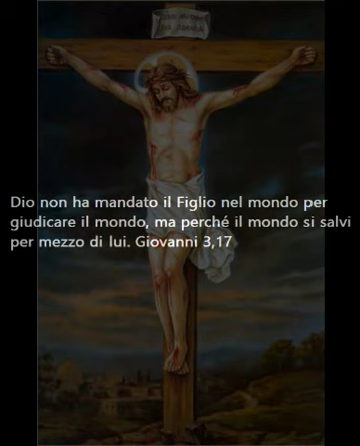 Dio non ha mandato il Figlio nel mondo per
giudicare il mondo, ma perché il mondo si salvi
per mezzo di lui. Giovanni 3,17